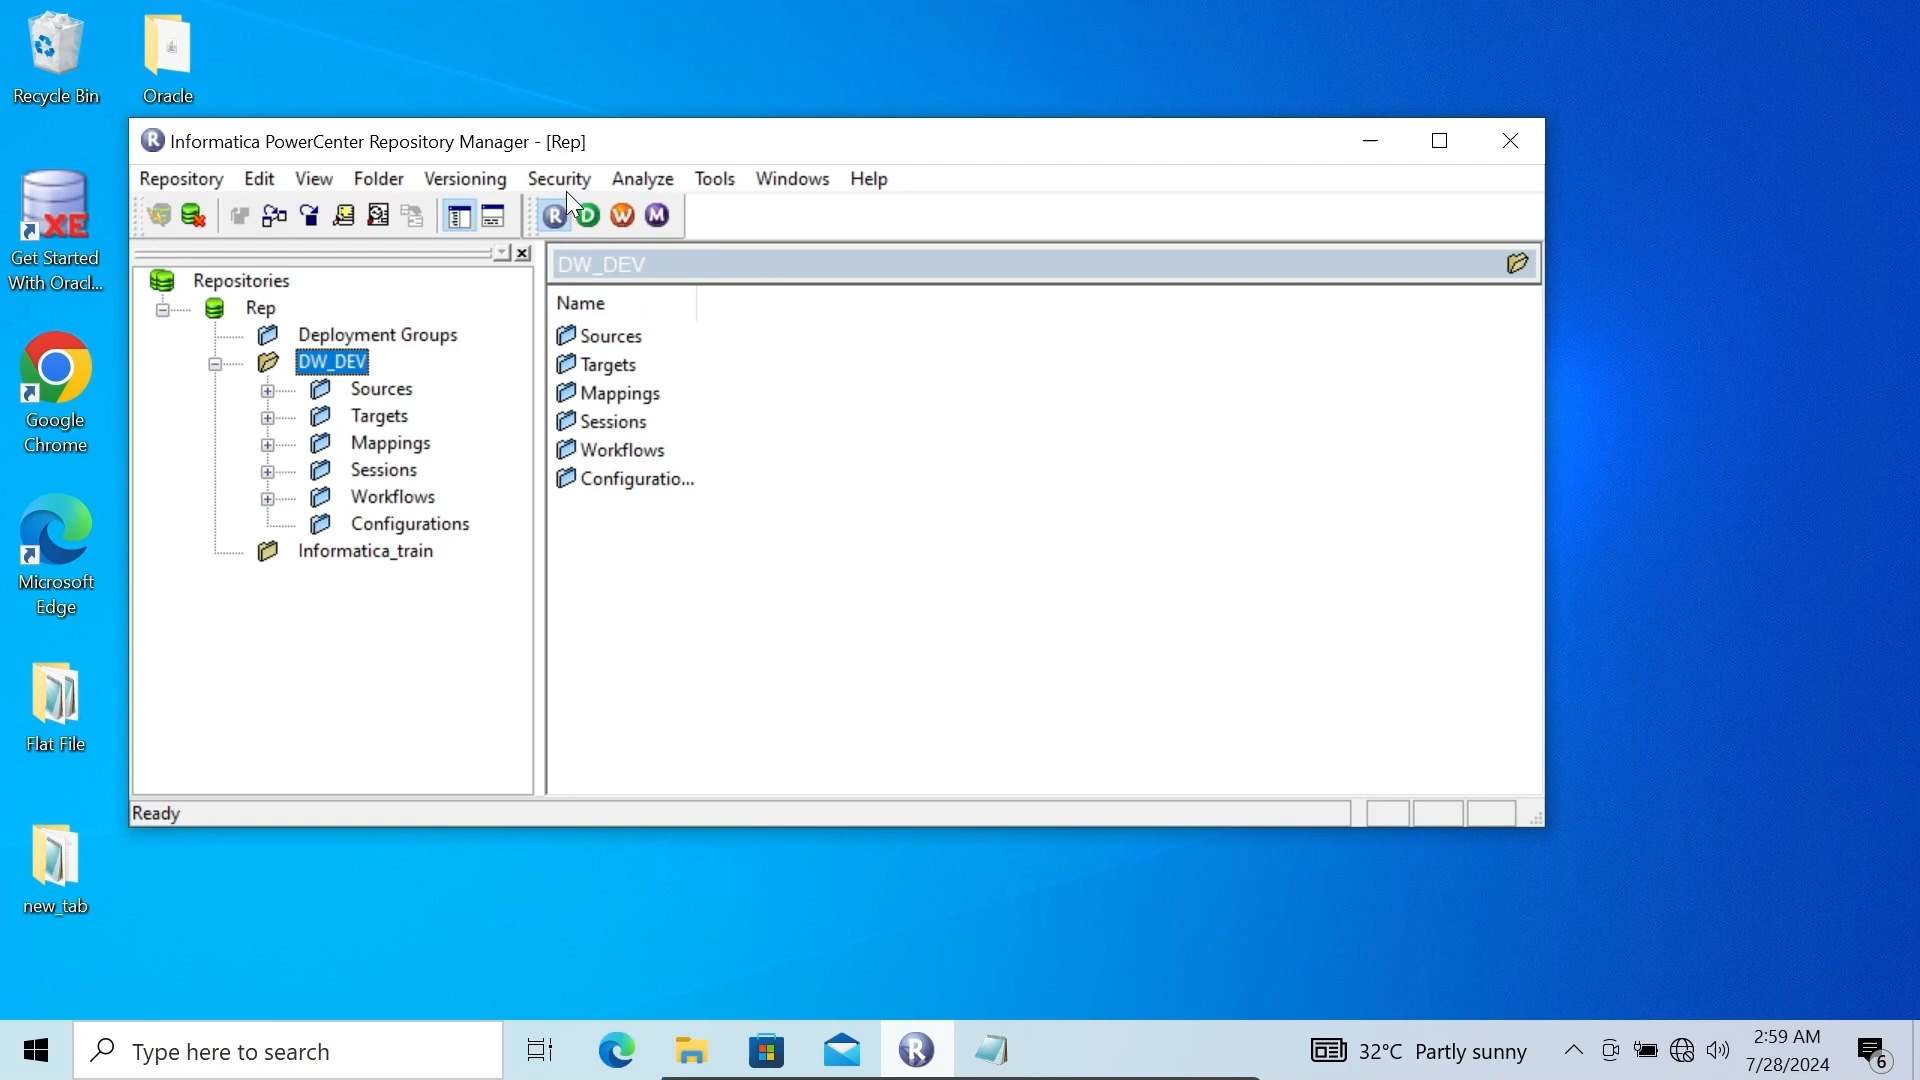 Recycle Bin
Oracle
Get Started
With Oracl...
Google
Chrome
Microsoft
Edge
Flat File
new_tab
XE
R Informatica PowerCenter Repository Manager - [Rep]
Repository Edit View Folder Versioning Security Analyze Tools Windows Help
R D W M
Repositories
Rep
Deployment Groups
DW_DEV
Sources
Targets
Mappings
Sessions
Workflows
Configurations
Informatica_train
DW_DEV
Name
Sources
Targets
Mappings
Sessions
Workflows
Configuratio...
Ready
Type here to search
R
32°C Partly sunny
2:59 AM
7/28/2024
6